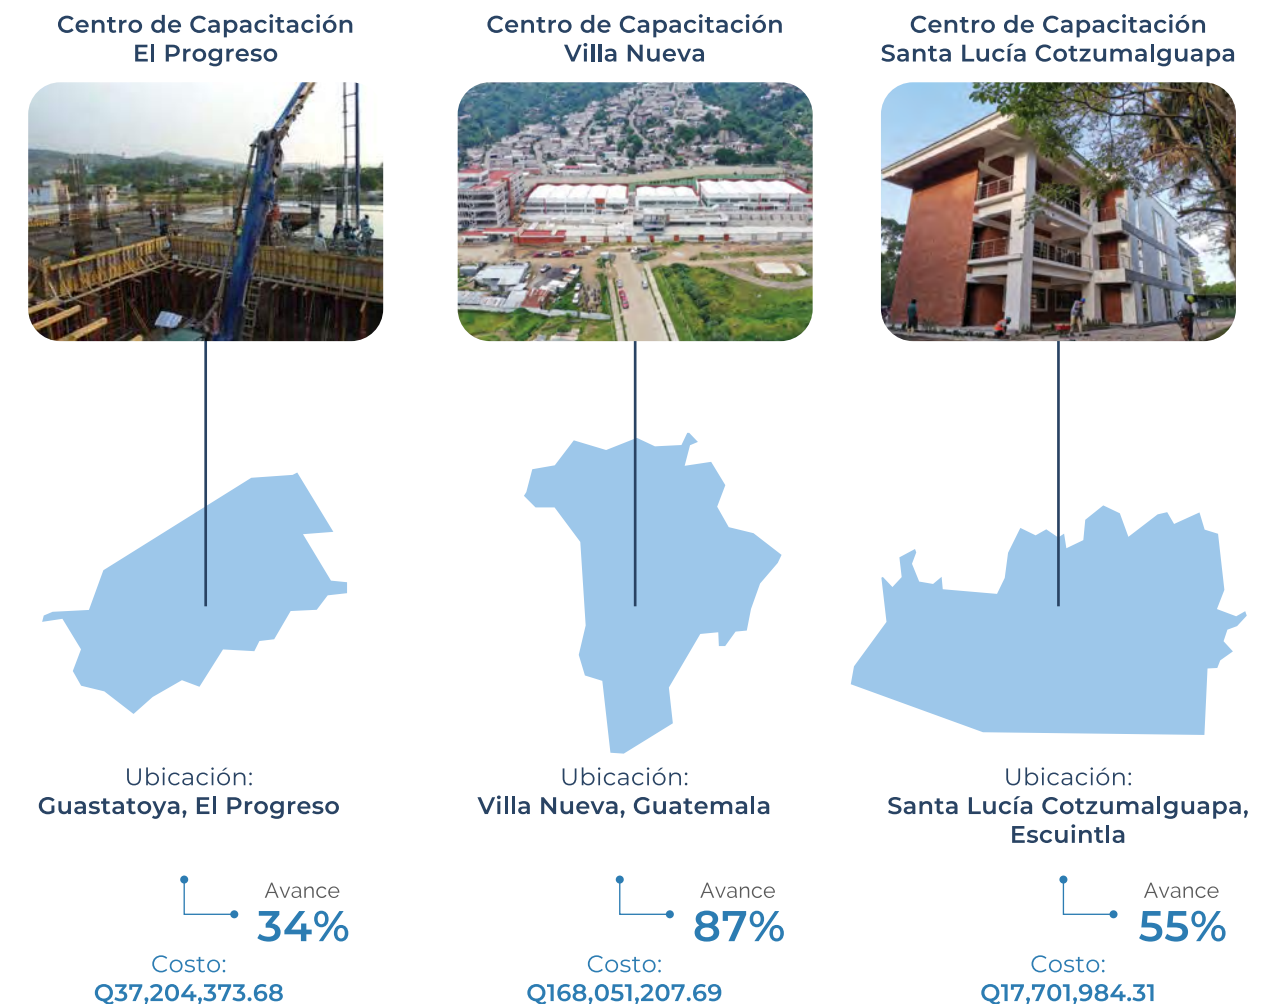 Centro de Capacitación
El Progreso
Centro de Capacitación
Villa Nueva
Centro de Capacitación
Santa Lucía Cotzumalguapa
Ubicación:
Guastatoya, El Progreso
Ubicación:
Villa Nueva, Guatemala
Ubicación:
Santa Lucía Cotzumalguapa,
Escuintla
Avance
34%
Avance
87%
Avance
55%
Costo:
Q37,204,373.68
Costo:
Q168,051,207.69
Costo:
Q17,701,984.31